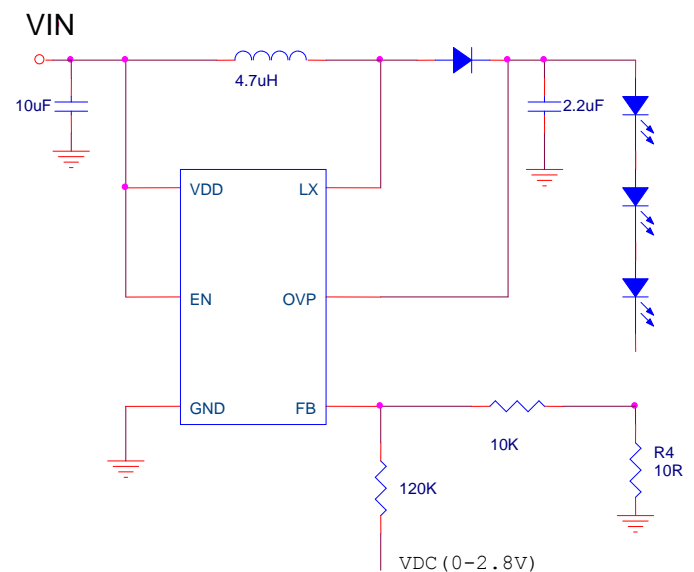 VIN
4.7uH
10uF
2.2uF
VDD
LX
EN
OVP
GND
FB
10K
R4
10R
120K
VDC(0-2.8V)